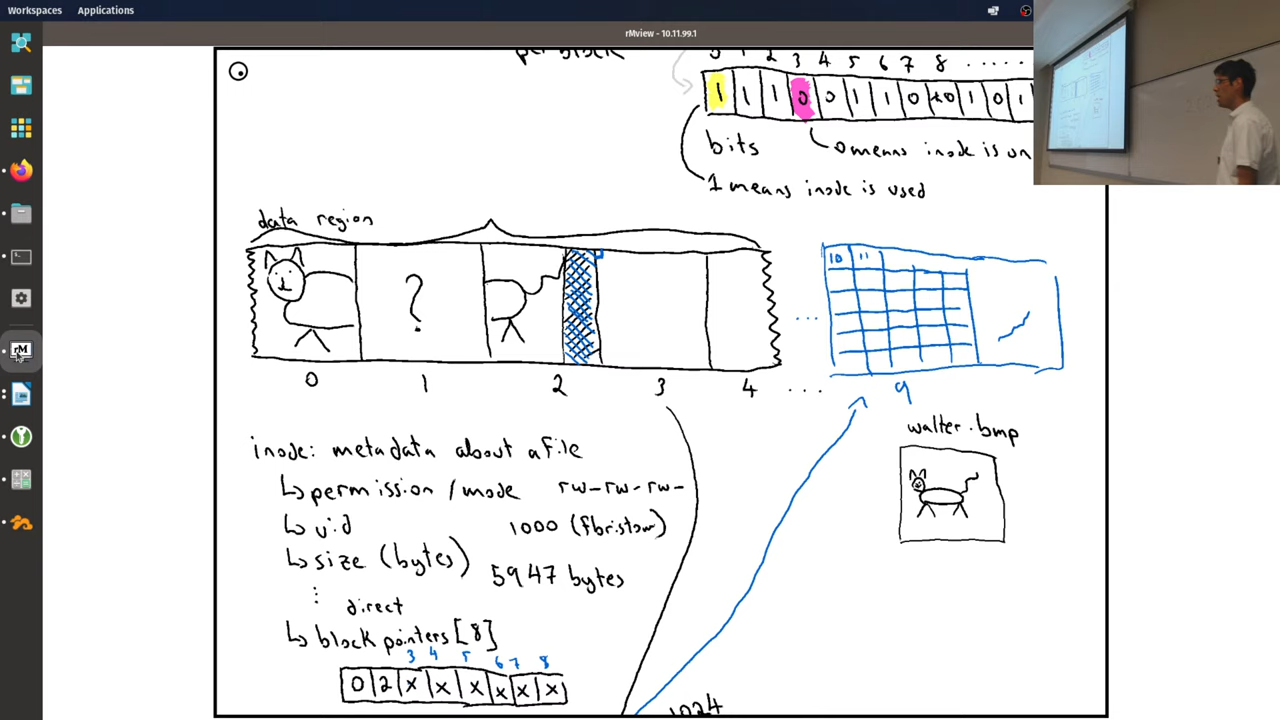 Workspaces Applications
rMview - 10.11.99.1
per block
2 3 4 5 6 7 8 . . . . .
1 1 1 0 0 1 1 0 0 1 0 1
bits
0 means inode is un
1 means inode is used
data region
10 11
?
. . .
0 1 2 3 4 . . . 9
walter.bmp
inode: metadata about a file
↳ permission / mode rw-rw-rw-
↳ uid 1000 (fbristow)
↳ size (bytes) 5947 bytes
⋮ direct
↳ block pointers [8]
3 4 5 6 7 8
0 2 x x x x x x
1024
rM